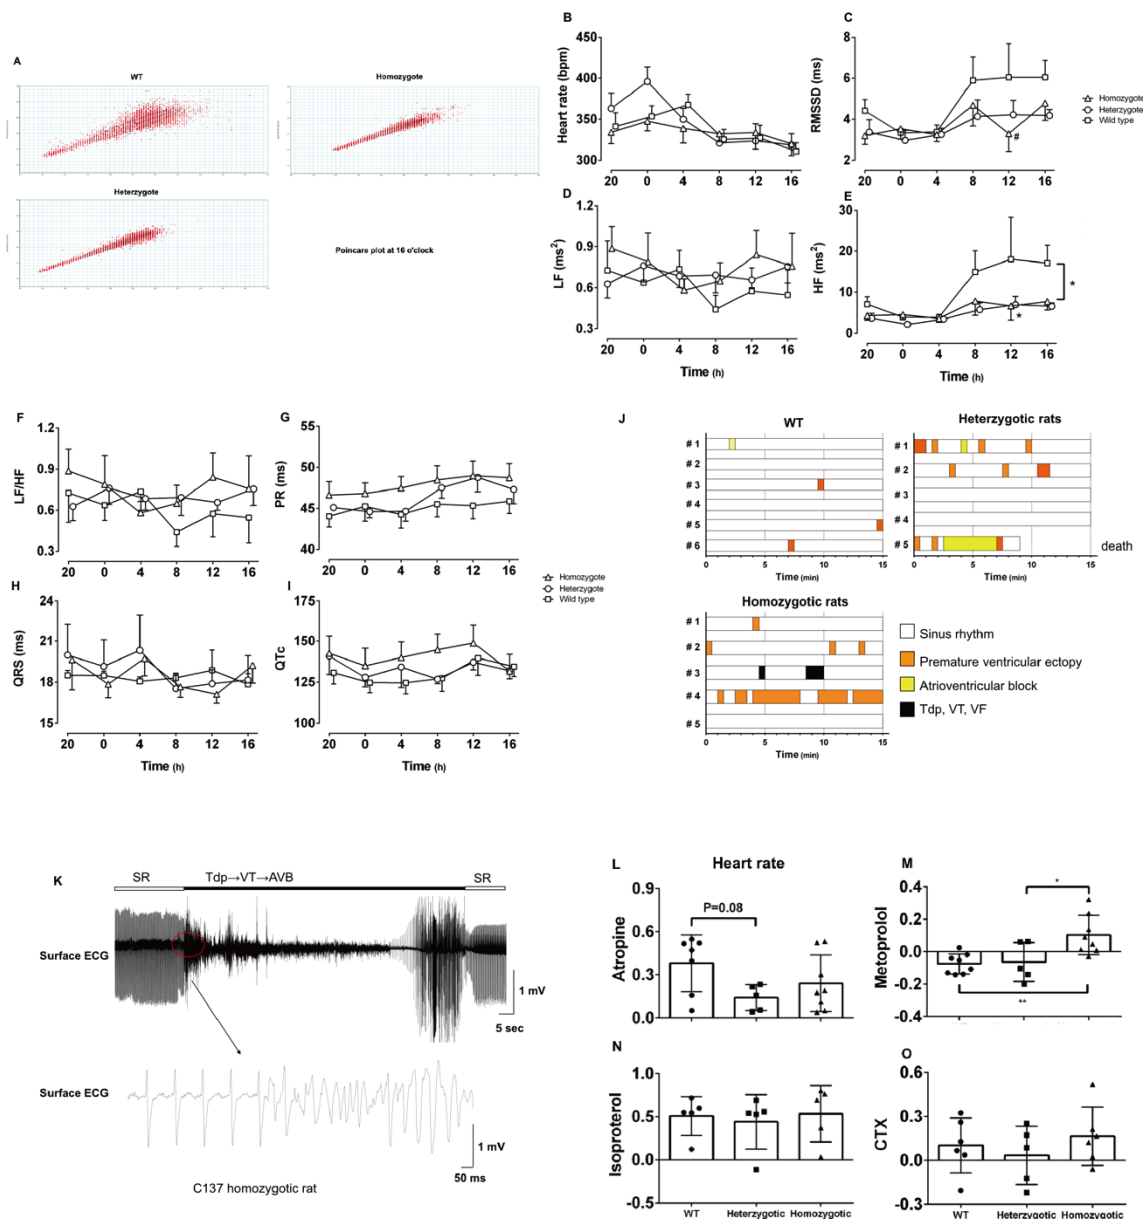 A
WT
Homozygote
Heterzygote
Poincare plot at 16 o'clock
B
Heart rate (bpm)
450
400
350
300
20 0 4 8 12 16
C
RMSSD (ms)
8
6
4
2
#
20 0 4 8 12 16
Homozygote
Heterzygote
Wild type
D
LF (ms²)
1.2
0.9
0.6
0.3
20 0 4 8 12 16
Time (h)
E
HF (ms²)
30
20
10
0
*
*
20 0 4 8 12 16
Time (h)
F
LF/HF
1.2
0.9
0.6
0.3
20 0 4 8 12 16
G
PR (ms)
55
50
45
40
20 0 4 8 12 16
H
QRS (ms)
24
21
18
15
20 0 4 8 12 16
Time (h)
I
QTc
175
150
125
100
20 0 4 8 12 16
Time (h)
Homozygote
Heterzygote
Wild type
J
WT
# 1
# 2
# 3
# 4
# 5
# 6
0 5 10 15
Time (min)
Heterzygotic rats
# 1
# 2
# 3
# 4
# 5
death
0 5 10 15
Time (min)
Homozygotic rats
# 1
# 2
# 3
# 4
# 5
0 5 10 15
Time (min)
Sinus rhythm
Premature ventricular ectopy
Atrioventricular block
Tdp, VT, VF
K
SR
Tdp→VT→AVB
SR
Surface ECG
1 mV
5 sec
Surface ECG
1 mV
50 ms
C137 homozygotic rat
L
Heart rate
Atropine
0.9
0.6
0.3
0.0
P=0.08
M
Metoprolol
0.4
0.2
0.0
-0.2
-0.4
*
**
N
Isoproterol
1.0
0.5
0.0
-0.5
WT Heterzygotic Homozygotic
O
CTX
0.6
0.3
0.0
-0.3
WT Heterzygotic Homozygotic